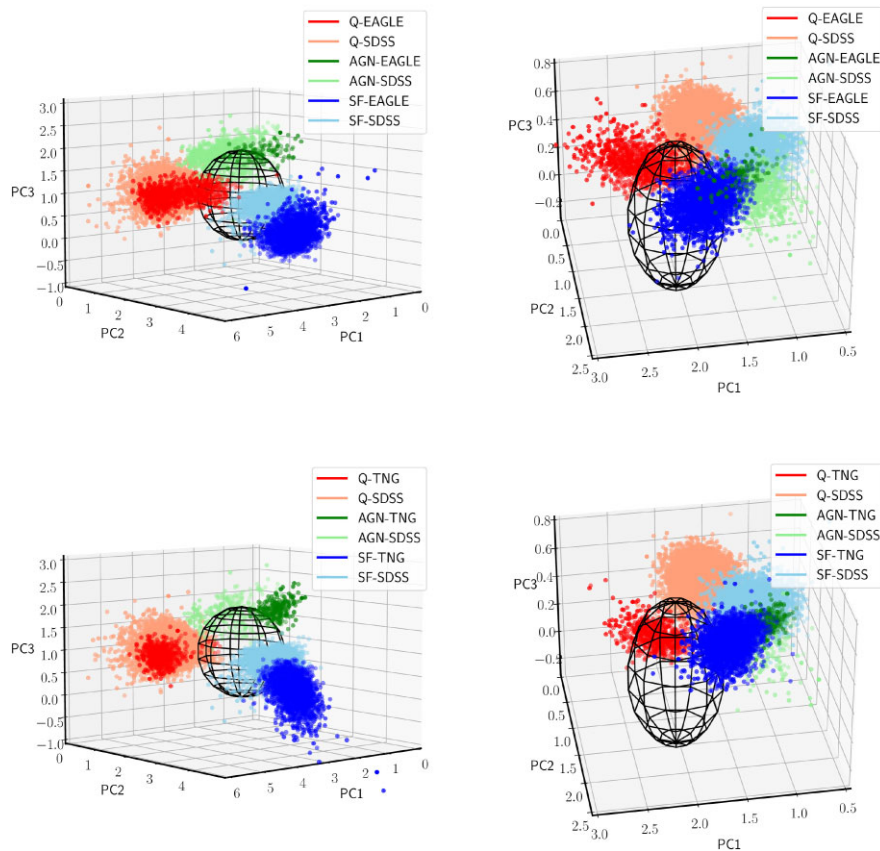 Q-EAGLE
Q-SDSS
AGN-EAGLE
AGN-SDSS
SF-EAGLE
SF-SDSS
3.0
2.5
2.0
1.5
1.0
0.5
0.0
−0.5
−1.0
PC3
0 1 2 3 4
PC2
6 5 4 3 2 1 0
PC1
Q-EAGLE
Q-SDSS
AGN-EAGLE
AGN-SDSS
SF-EAGLE
SF-SDSS
0.8
0.6
0.4
0.2
0.0
PC3
0.0
0.5
1.0
1.5
2.0
2.5
PC2
3.0 2.5 2.0 1.5 1.0 0.5
PC1
Q-TNG
Q-SDSS
AGN-TNG
AGN-SDSS
SF-TNG
SF-SDSS
3.0
2.5
2.0
1.5
1.0
0.5
0.0
−0.5
−1.0
PC3
0 1 2 3 4
PC2
6 5 4 3 2 1 0
PC1
Q-TNG
Q-SDSS
AGN-TNG
AGN-SDSS
SF-TNG
SF-SDSS
0.8
0.6
0.4
0.2
0.0
PC3
0.0
0.5
1.0
1.5
2.0
2.5
PC2
3.0 2.5 2.0 1.5 1.0 0.5
PC1